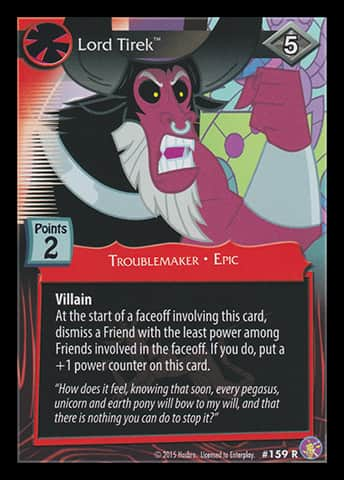 Lord Tirek™
5
Points
2
Troublemaker • Epic
Villain
At the start of a faceoff involving this card,
dismiss a Friend with the least power among
Friends involved in the faceoff. If you do, put a
+1 power counter on this card.
“How does it feel, knowing that soon, every pegasus,
unicorn and earth pony will bow to my will, and that
there is nothing you can do to stop it?”
© 2015 Hasbro. Licensed to Enterplay. #159 R